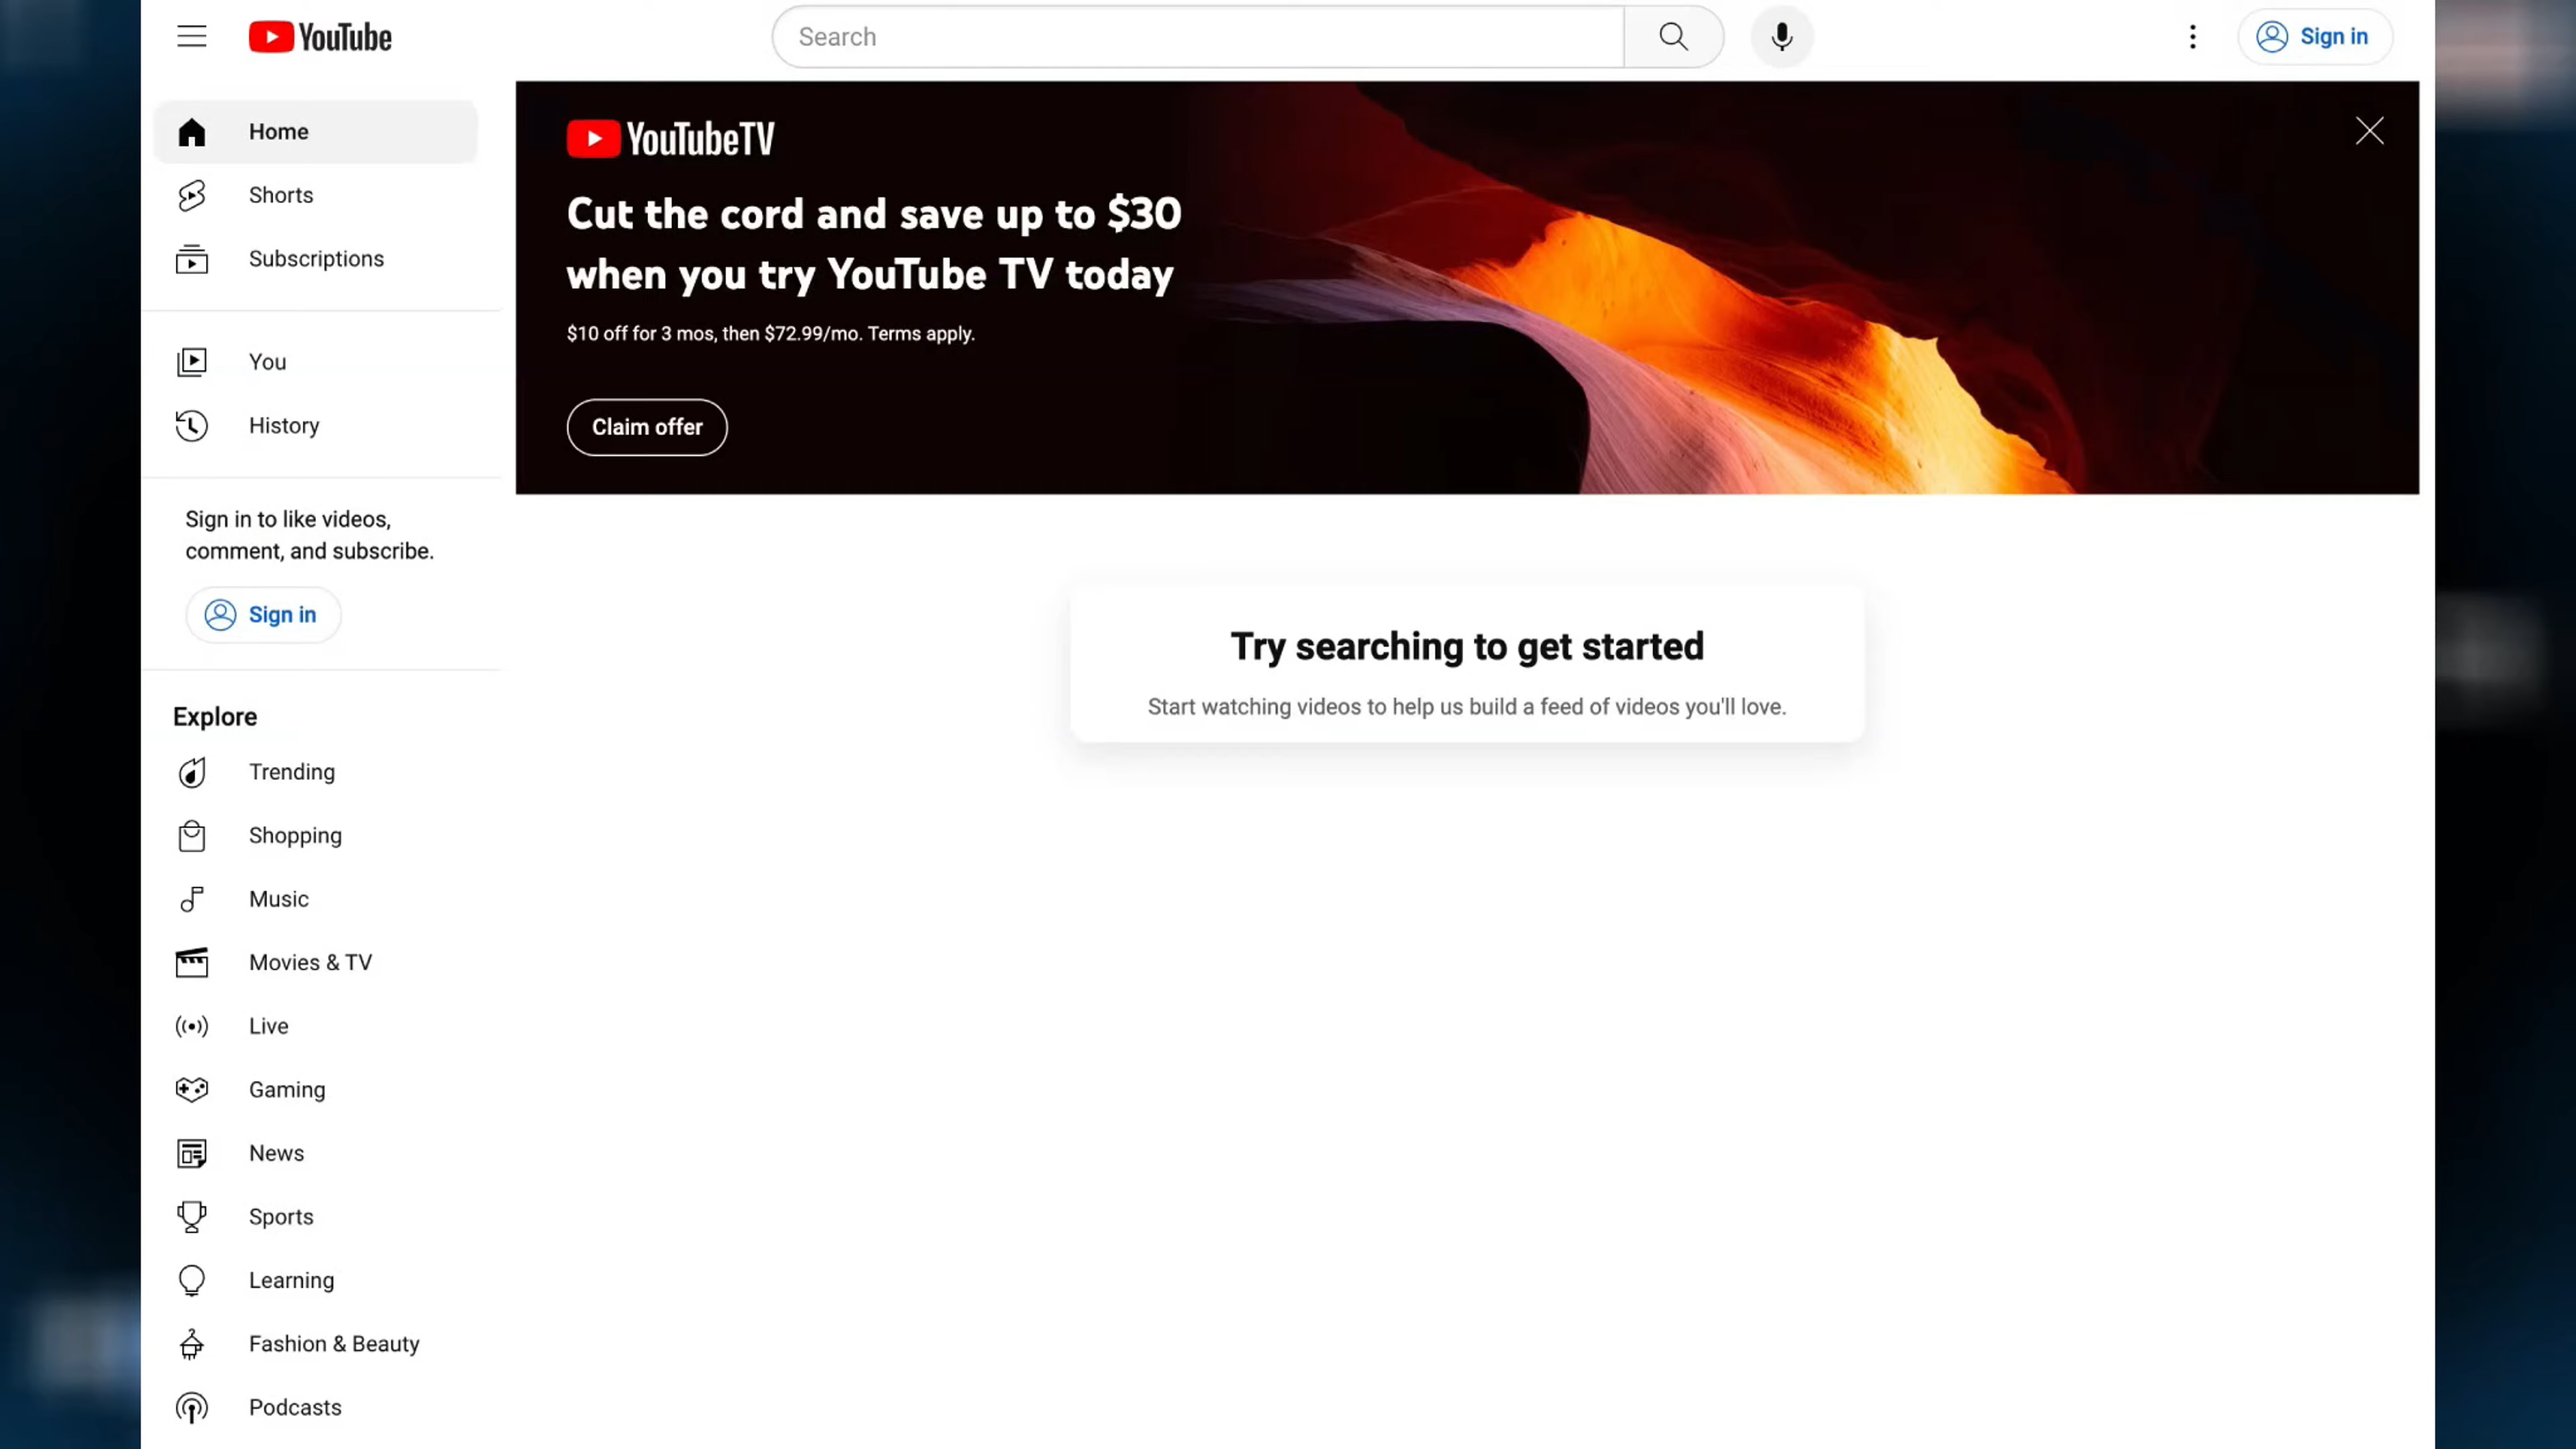 YouTube
Search
Sign in
Home
Shorts
Subscriptions
You
History
Sign in to like videos,
comment, and subscribe.
Sign in
Explore
Trending
Shopping
Music
Movies & TV
Live
Gaming
News
Sports
Learning
Fashion & Beauty
Podcasts
YouTubeTV
Cut the cord and save up to $30
when you try YouTube TV today
$10 off for 3 mos, then $72.99/mo. Terms apply.
Claim offer
Try searching to get started
Start watching videos to help us build a feed of videos you'll love.